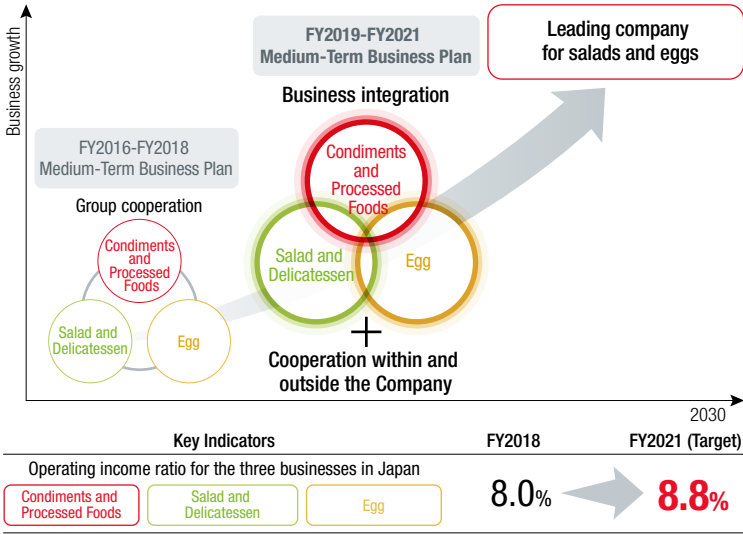 Business growth
FY2019-FY2021
Medium-Term Business Plan
Leading company
for salads and eggs
Business integration
FY2016-FY2018
Medium-Term Business Plan
Group cooperation
Condiments
and
Processed
Foods
Salad and
Delicatessen
Egg
Condiments
and
Processed
Foods
Salad and
Delicatessen
Egg
+
Cooperation within and
outside the Company
2030
Key Indicators
FY2018
FY2021 (Target)
Operating income ratio for the three businesses in Japan
Condiments and
Processed Foods
Salad and
Delicatessen
Egg
8.0%
8.8%